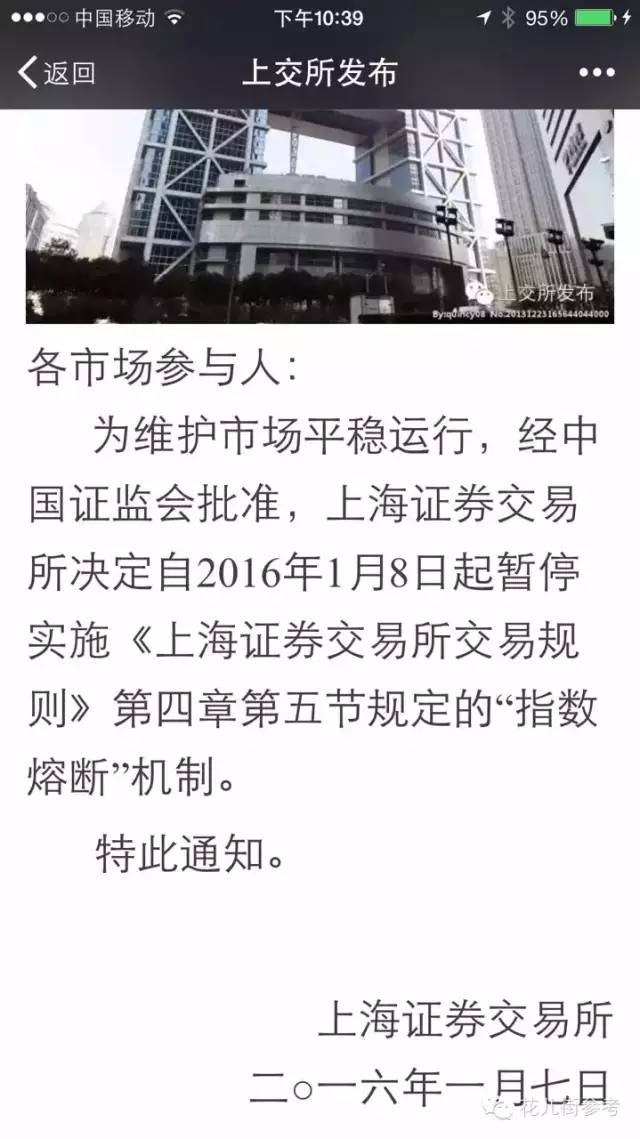 中国移动 下午10:39 95%
返回 上交所发布
上交所发布
By:quincy08 No.20131223165644044000
各市场参与人:
为维护市场平稳运行，经中
国证监会批准，上海证券交易
所决定自2016年1月8日起暂停
实施《上海证券交易所交易规
则》第四章第五节规定的“指数
熔断”机制。
特此通知。
上海证券交易所
二○一六年一月七日
花儿街参考